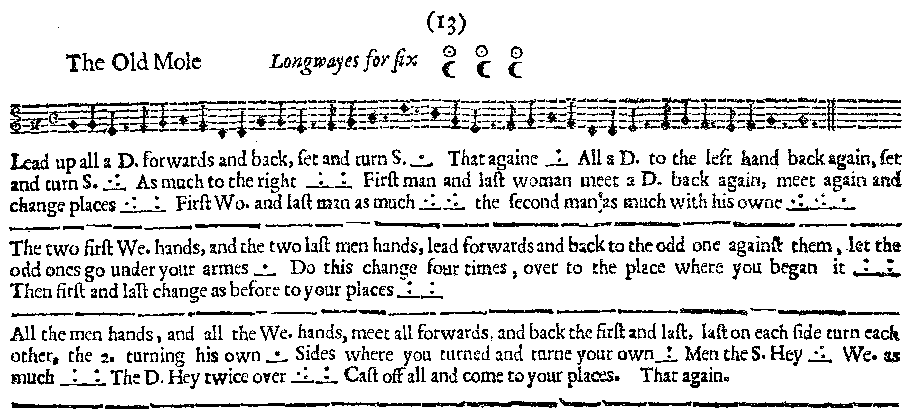 (13)
The Old Mole Longwayes for ſix
Lead up all a D. forwards and back, ſet and turn S. That againe All a D. to the left hand back again, ſet
and turn S. As much to the right Firſt man and laſt woman meet a D. back again, meet again and
change places Firſt Wo. and laſt man as much the ſecond man as much with his owne
The two firſt We. hands, and the two laſt men hands, lead forwards and back to the odd one againſt them, let the
odd ones go under your armes Do this change four times, over to the place where you began it
Then firſt and laſt change as before to your places
All the men hands, and all the We. hands, meet all forwards, and back the firſt and laſt, laſt on each ſide turn each
other, the 2. turning his own Sides where you turned and turne your own Men the S. Hey We. as
much The D. Hey twice over Caſt off all and come to your places. That again.